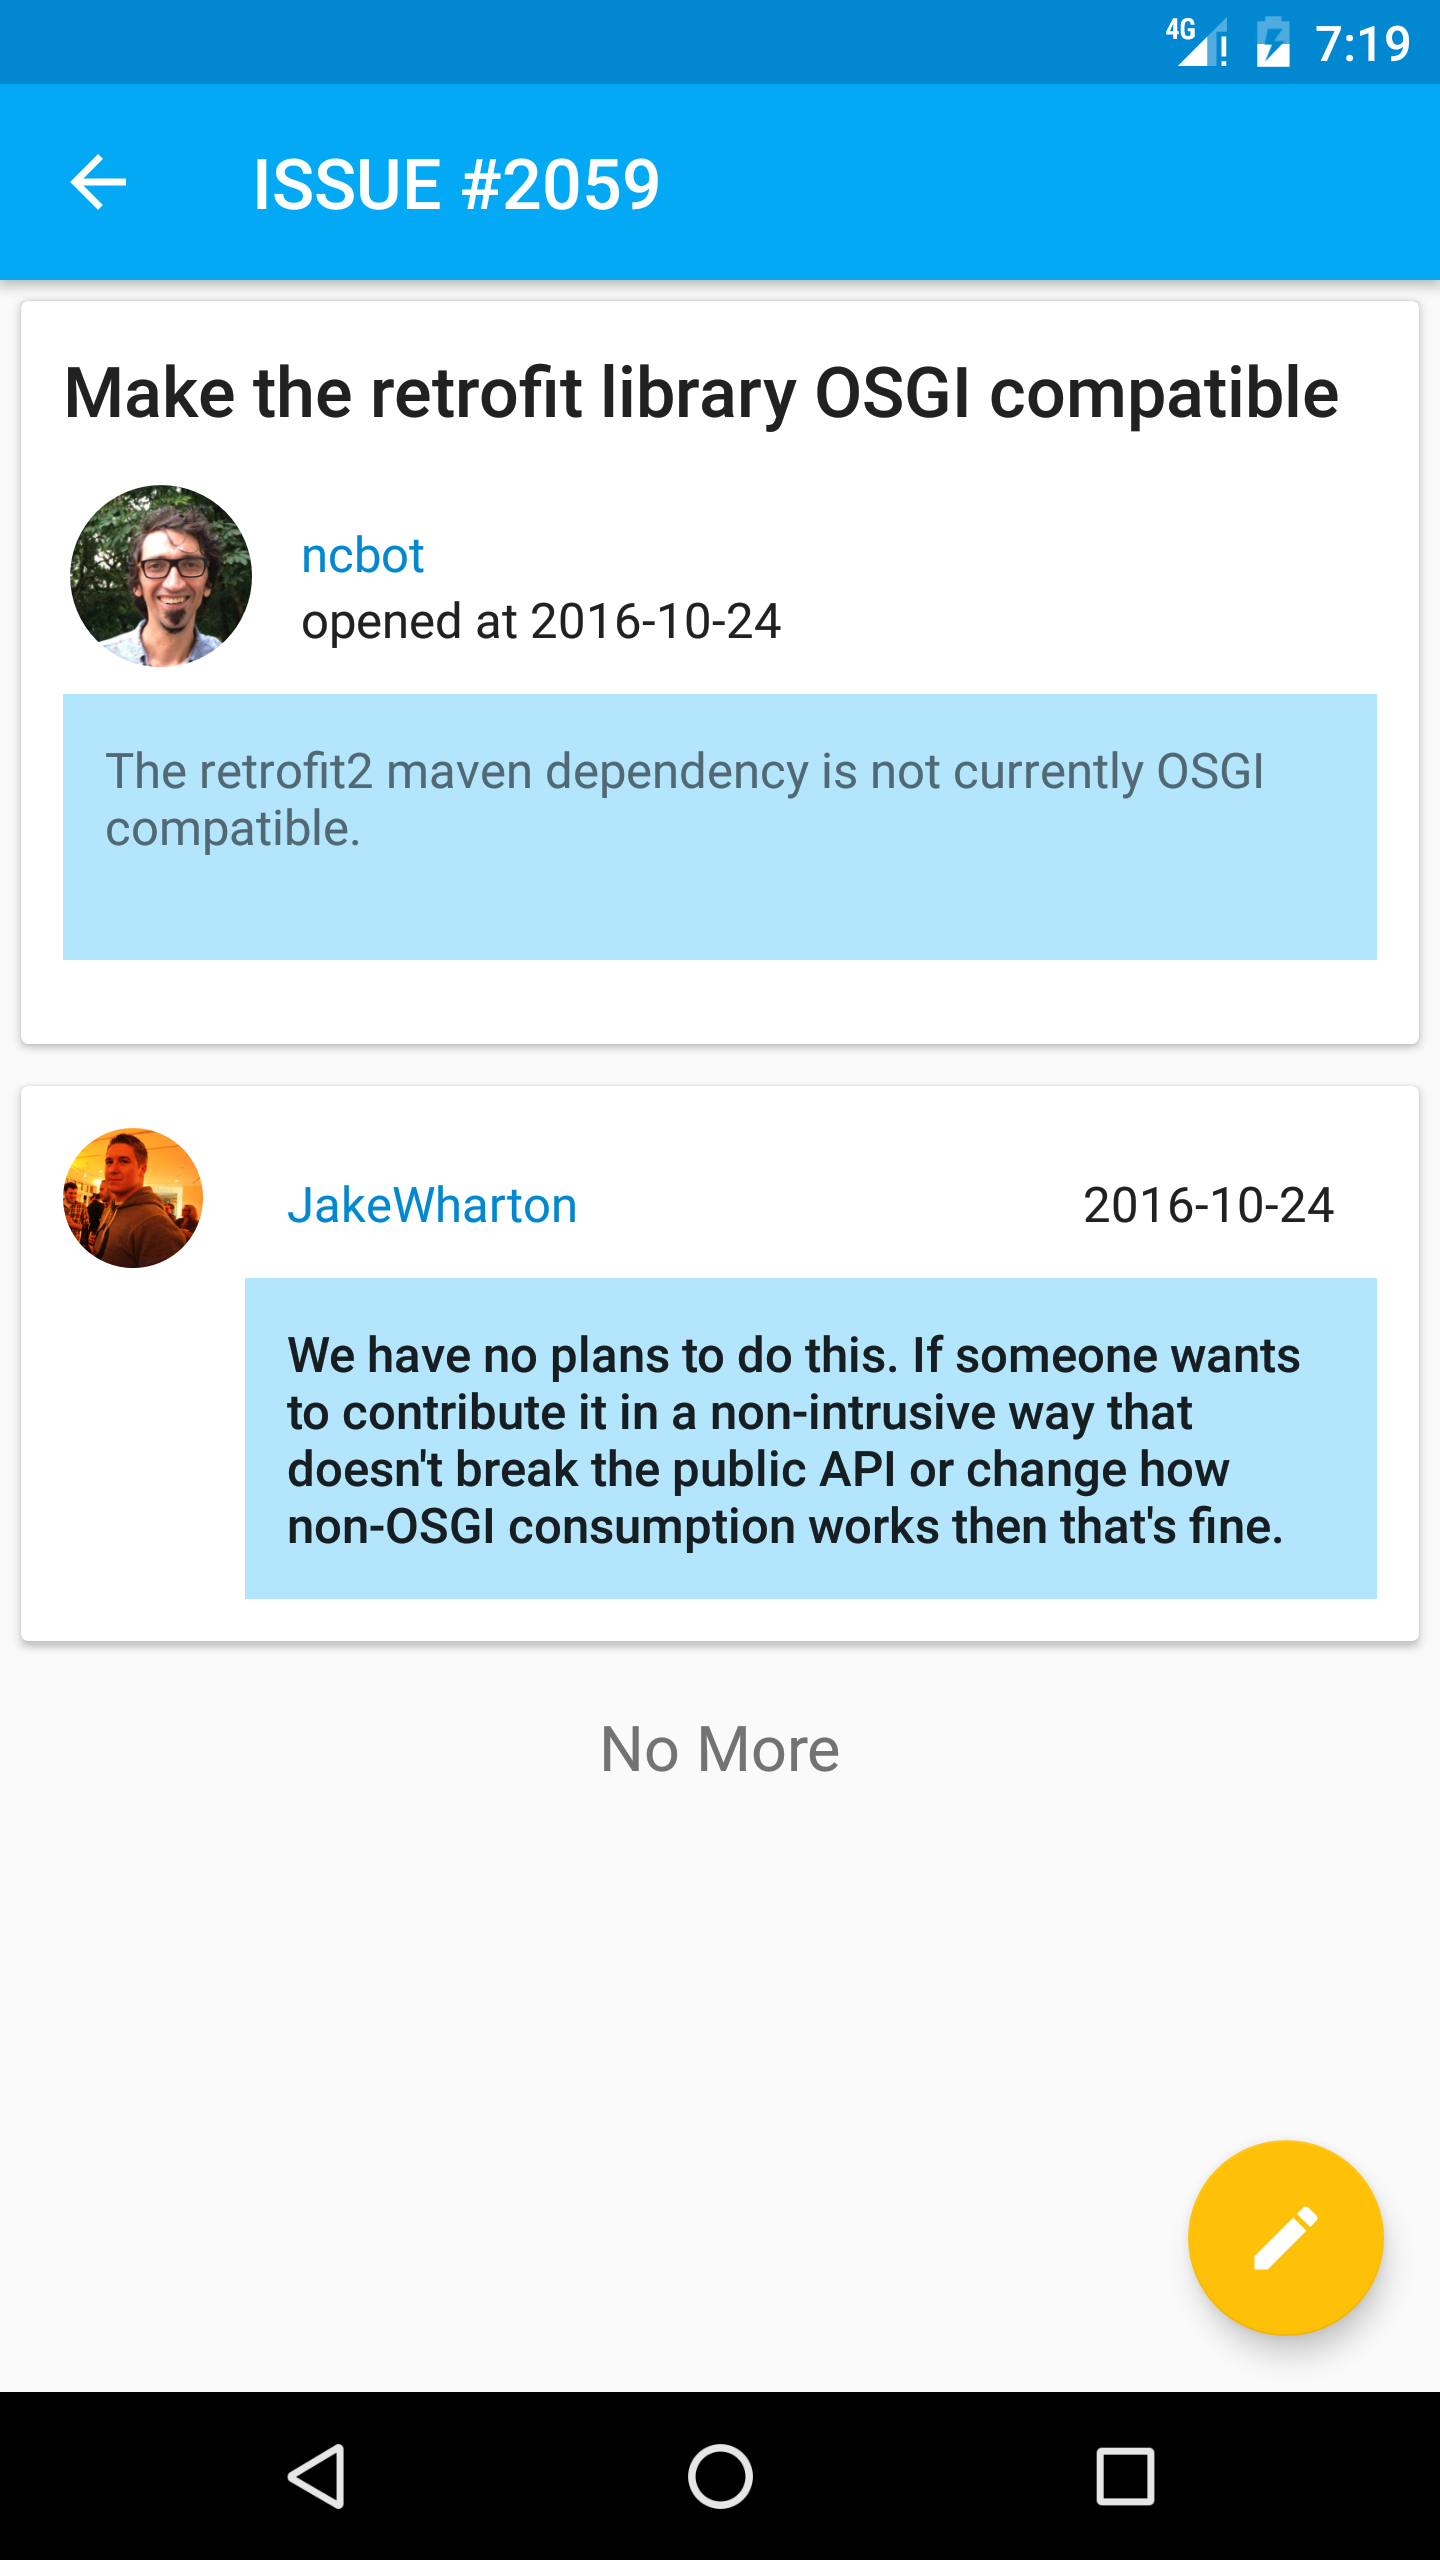 4G 7:19
ISSUE #2059
Make the retrofit library OSGI compatible
ncbot
opened at 2016-10-24
The retrofit2 maven dependency is not currently OSGI
compatible.
JakeWharton 2016-10-24
We have no plans to do this. If someone wants
to contribute it in a non-intrusive way that
doesn't break the public API or change how
non-OSGI consumption works then that's fine.
No More